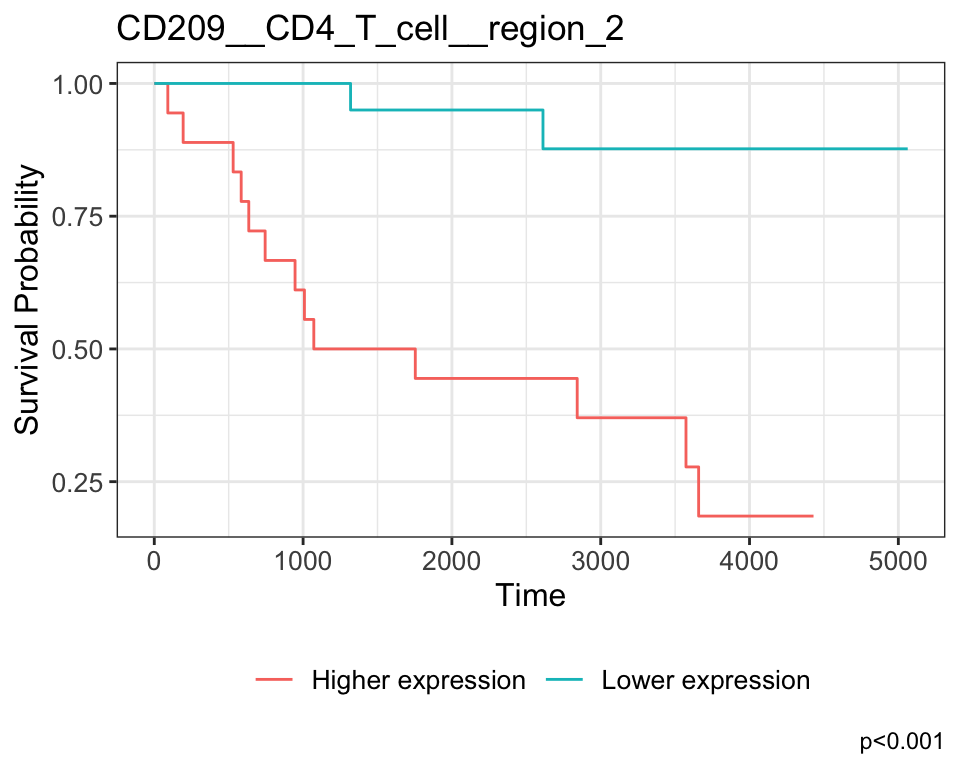 CD209__CD4_T_cell__region_2
Survival Probability
1.00
0.75
0.50
0.25
0 1000 2000 3000 4000 5000
Time
Higher expression Lower expression
p<0.001